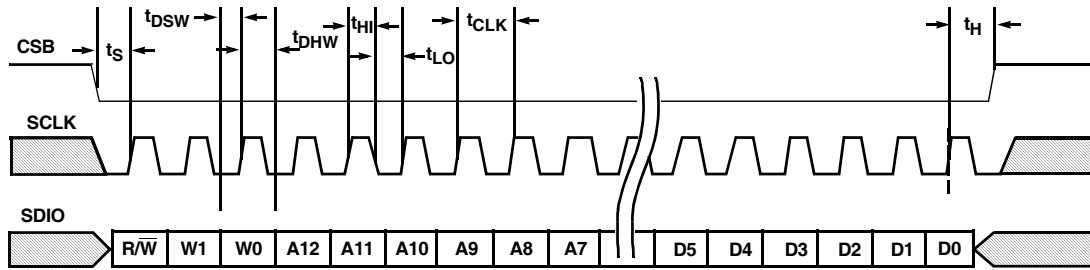 tDSW tHI tCLK tH
CSB tS tDHW tLO
SCLK
SDIO
R/W̅ W1 W0 A12 A11 A10 A9 A8 A7 D5 D4 D3 D2 D1 D0